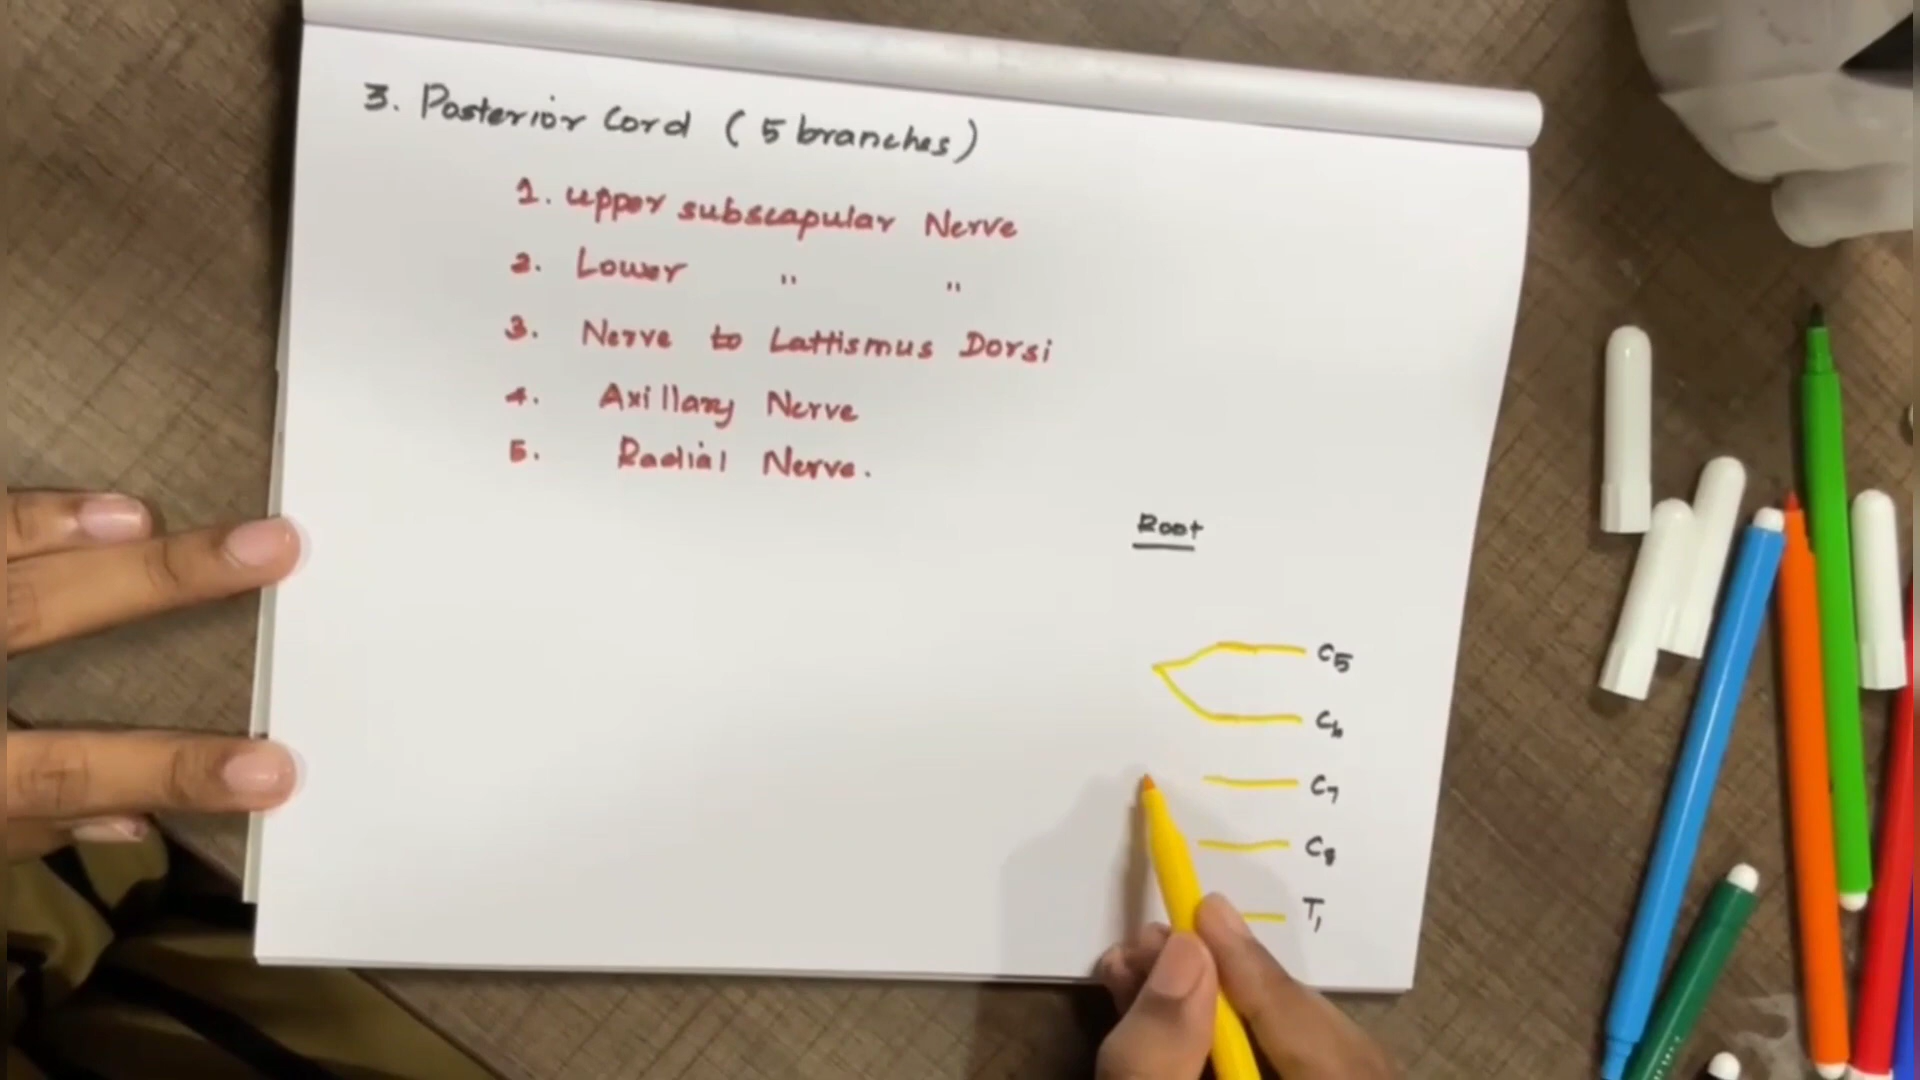 3. Posterior Cord ( 5 branches )
1. upper subscapular Nerve
2. Lower " "
3. Nerve to Lattismus Dorsi
4. Axillary Nerve
5. Radial Nerve.
Root
C5
C6
C7
C8
T1